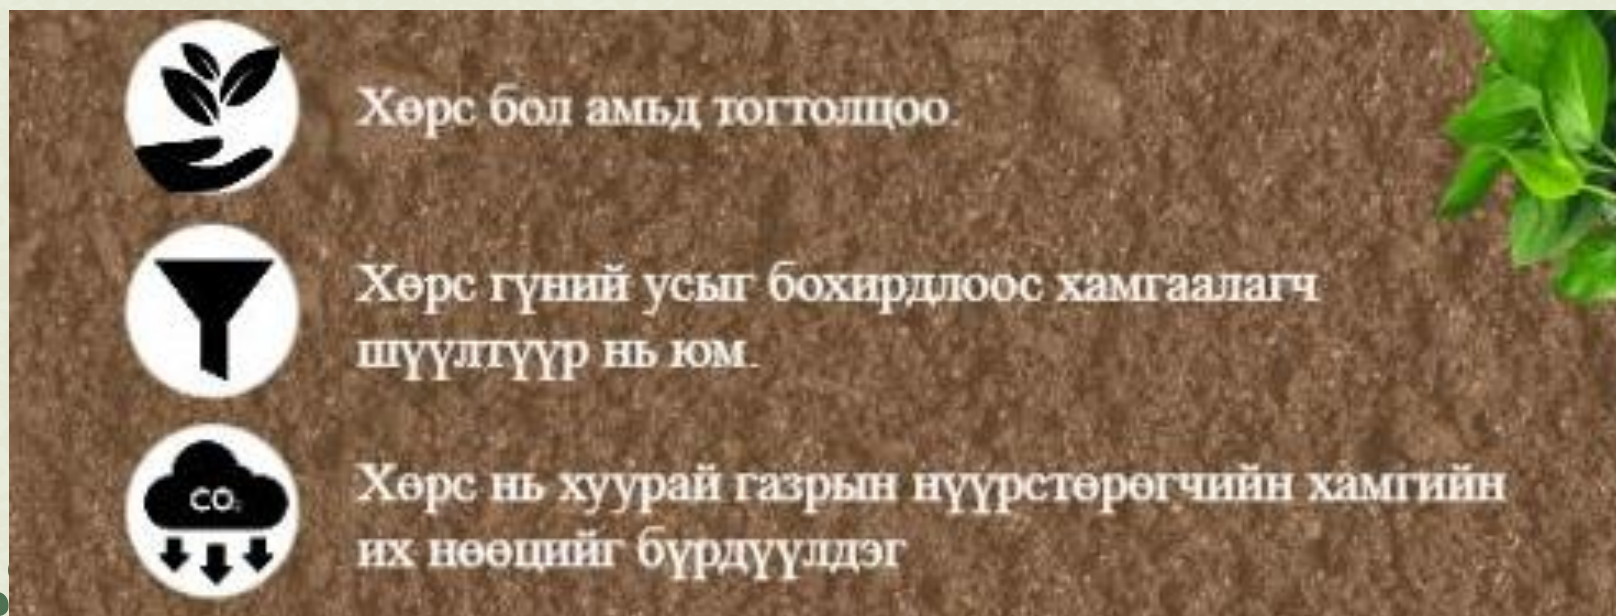 Хөрс бол амьд тогтолцоо.
Хөрс гүний усыг бохирдлоос хамгаалагч
шүүлтүүр нь юм.
CO₂
Хөрс нь хуурай газрын нүүрстөрөгчийн хамгийн
их нөөцийг бүрдүүлдэг